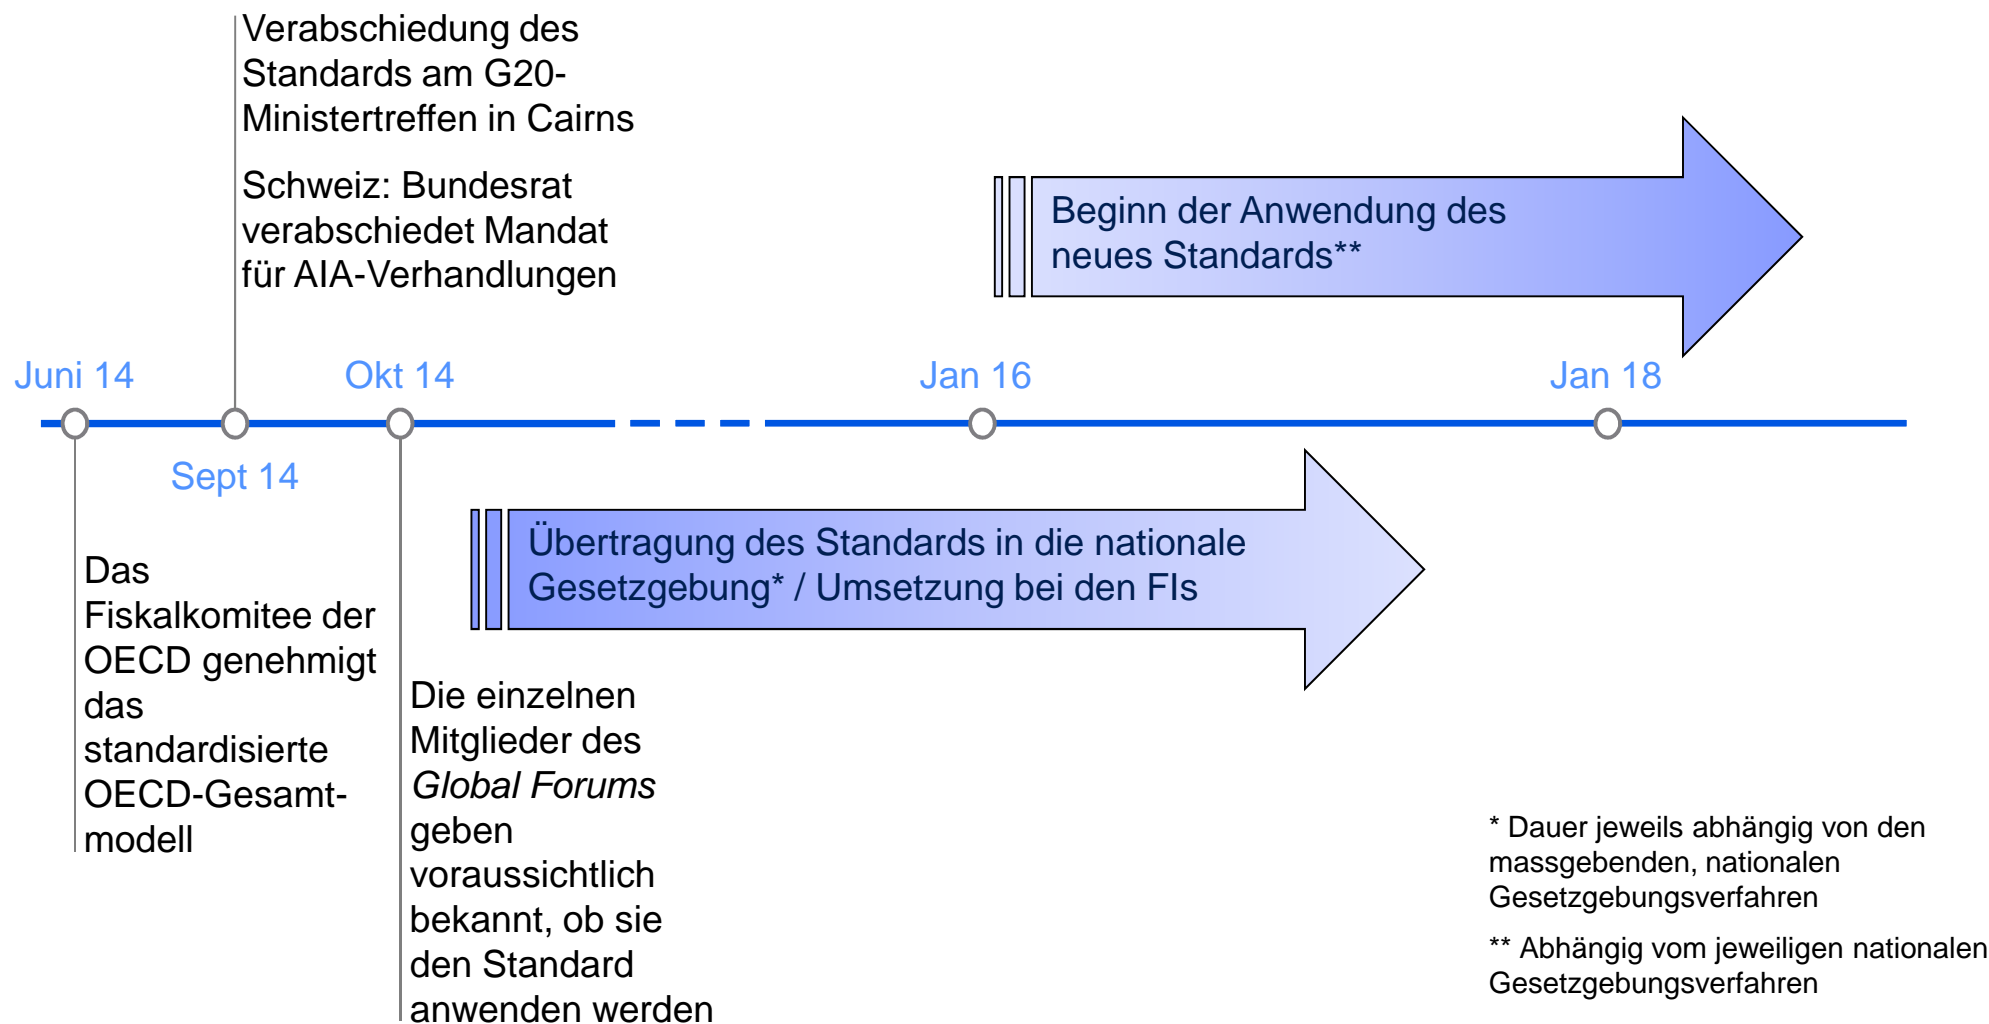 Verabschiedung des
Standards am G20-
Ministertreffen in Cairns
Schweiz: Bundesrat
verabschiedet Mandat
für AIA-Verhandlungen
Beginn der Anwendung des
neues Standards**
Juni 14
Okt 14
Jan 16
Jan 18
Sept 14
Übertragung des Standards in die nationale
Gesetzgebung* / Umsetzung bei den FIs
Das
Fiskalkomitee der
OECD genehmigt
das
standardisierte
OECD-Gesamt-
modell
Die einzelnen
Mitglieder des
Global Forums
geben
voraussichtlich
bekannt, ob sie
den Standard
anwenden werden
* Dauer jeweils abhängig von den
massgebenden, nationalen
Gesetzgebungsverfahren
** Abhängig vom jeweiligen nationalen
Gesetzgebungsverfahren